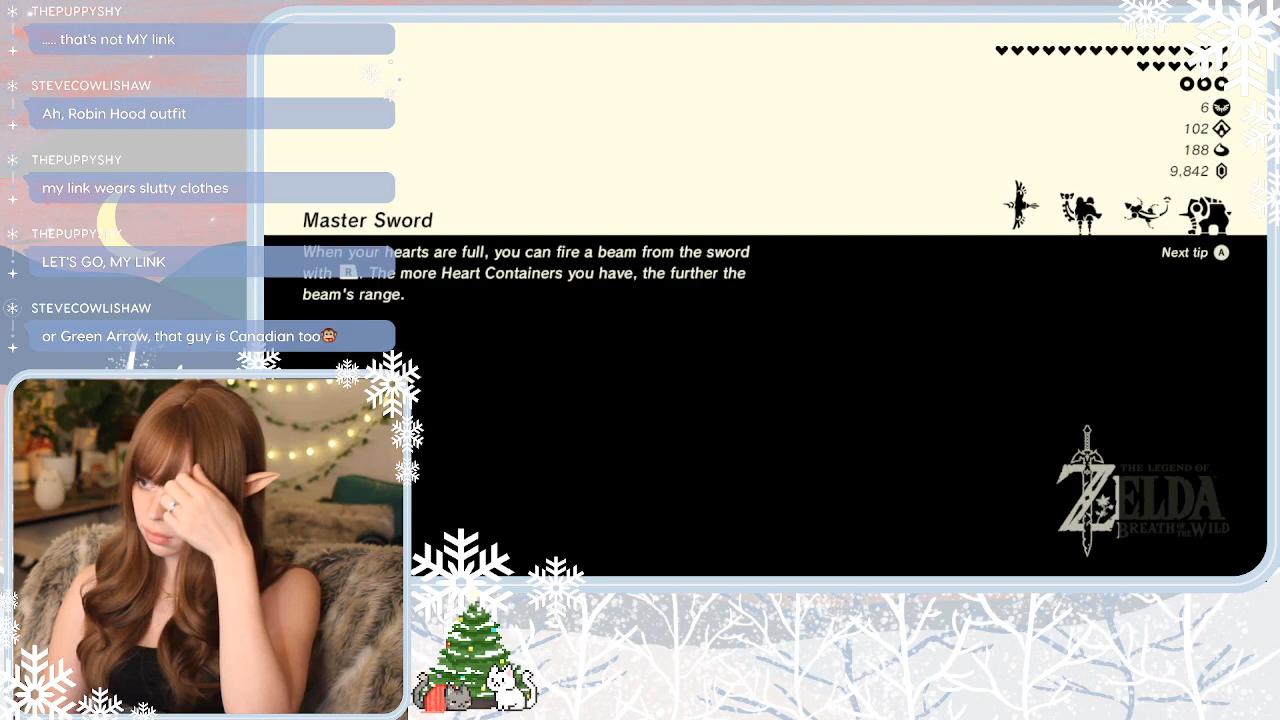 THEPUPPYSHY
..... that's not MY link
STEVECOWLISHAW
Ah, Robin Hood outfit
THEPUPPYSHY
my link wears slutty clothes
THEPUPPYSHY
LET'S GO, MY LINK
STEVECOWLISHAW
or Green Arrow, that guy is Canadian too
6
102
188
9,842
Master Sword
When your hearts are full, you can fire a beam from the sword
with R. The more Heart Containers you have, the further the
beam's range.
Next tip A
THE LEGEND OF
ZELDA
BREATH OF THE WILD